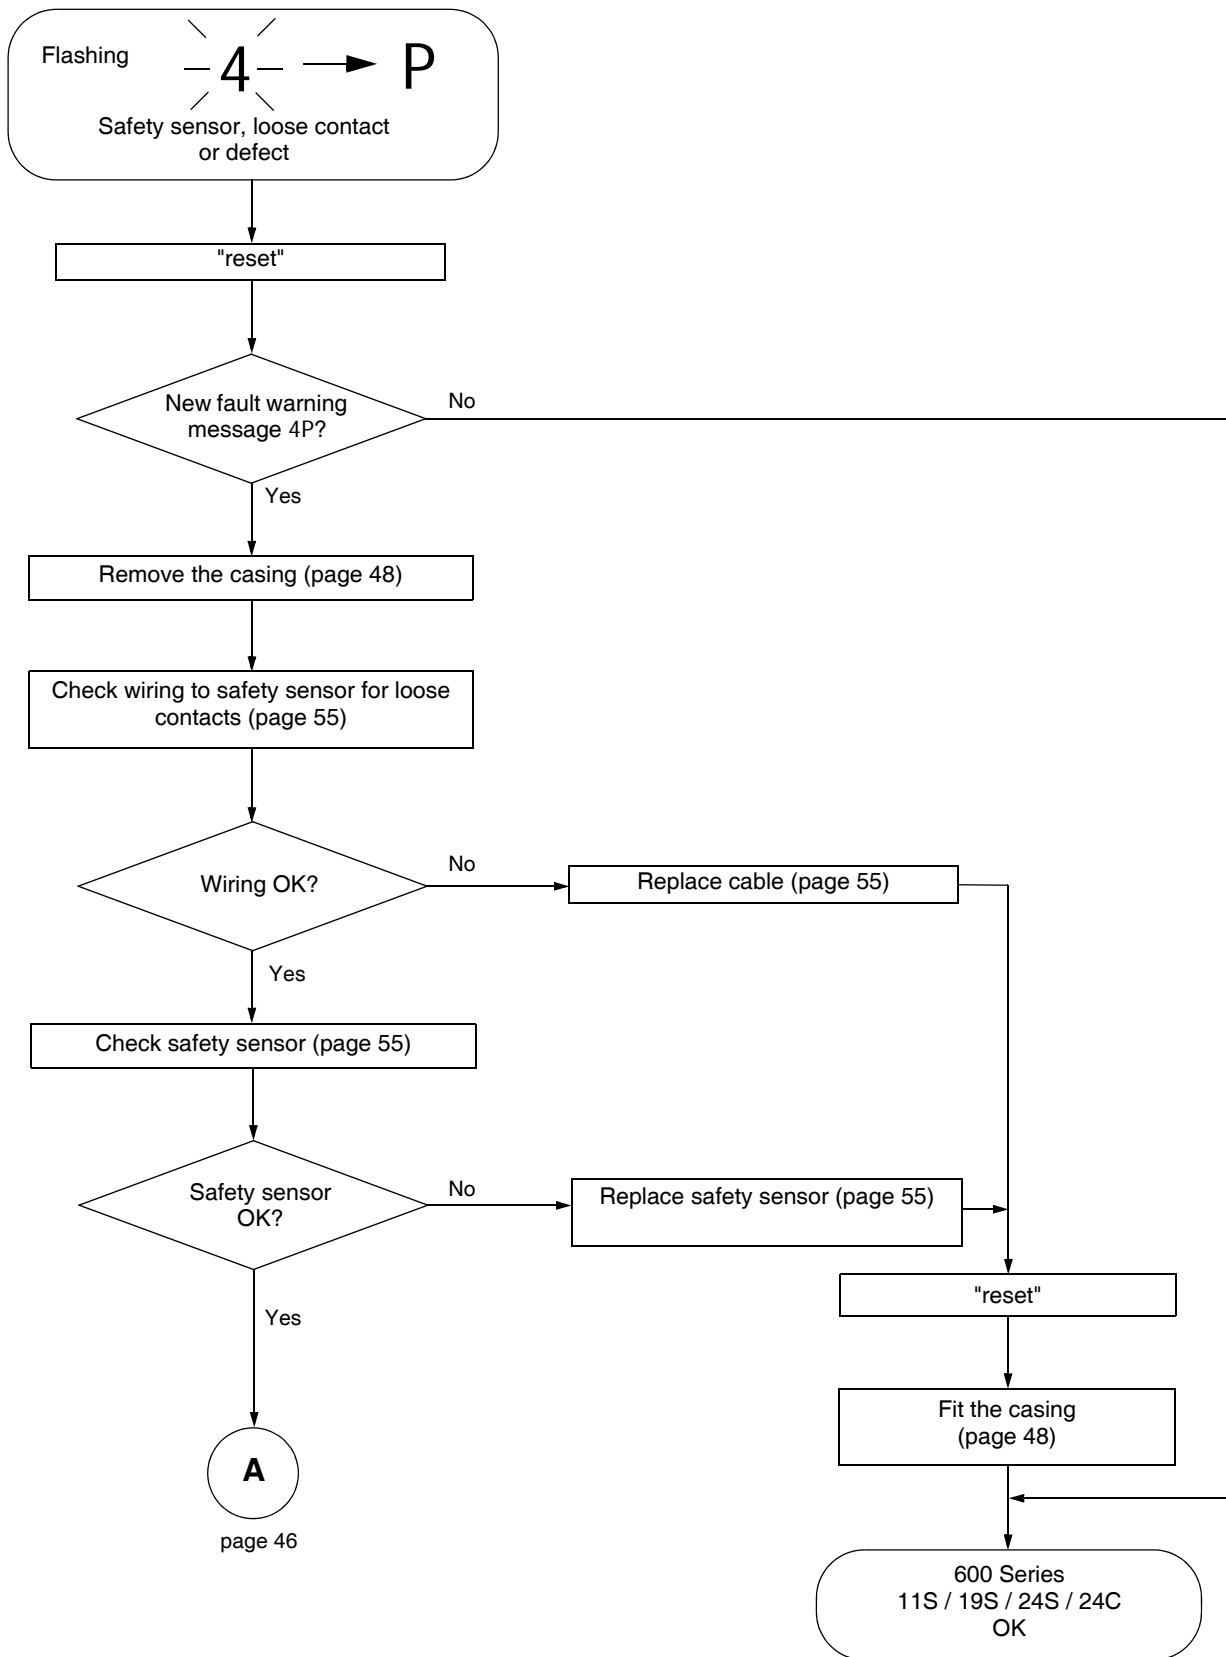 Flashing
4
P
Safety sensor, loose contact
or defect
"reset"
New fault warning
message 4P?
No
Yes
Remove the casing (page 48)
Check wiring to safety sensor for loose
contacts (page 55)
Wiring OK?
No
Replace cable (page 55)
Yes
Check safety sensor (page 55)
Safety sensor
OK?
No
Replace safety sensor (page 55)
Yes
"reset"
Fit the casing
(page 48)
A
page 46
600 Series
11S / 19S / 24S / 24C
OK